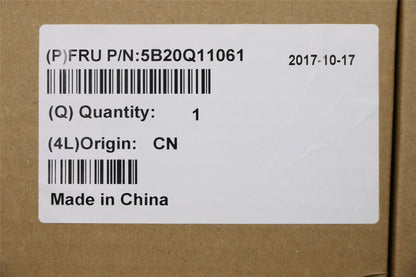 (P)FRU P/N:5B20Q11061 2017-10-17
(Q) Quantity: 1
(4L)Origin: CN
Made in China